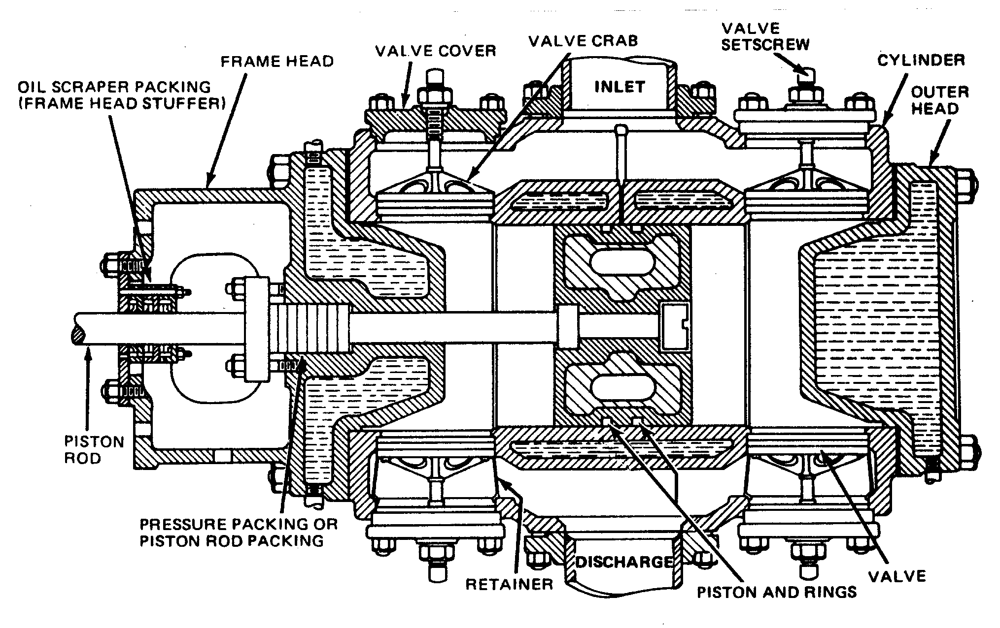 VALVE
SETSCREW
VALVE CRAB
VALVE COVER
CYLINDER
FRAME HEAD
INLET
OIL SCRAPER PACKING
(FRAME HEAD STUFFER)
OUTER
HEAD
PISTON
ROD
PRESSURE PACKING OR
PISTON ROD PACKING
DISCHARGE
RETAINER
VALVE
PISTON AND RINGS